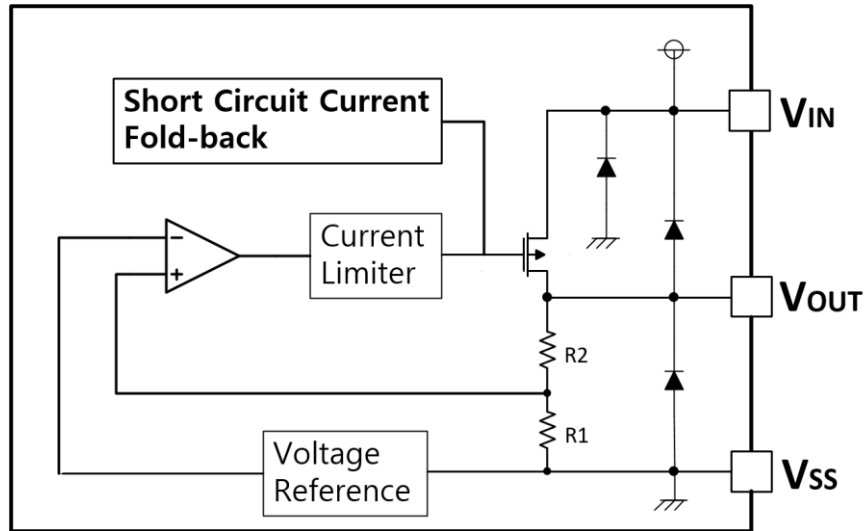 Short Circuit Current
Fold-back
VIN
−
+
Current
Limiter
VOUT
R2
R1
Voltage
Reference
VSS